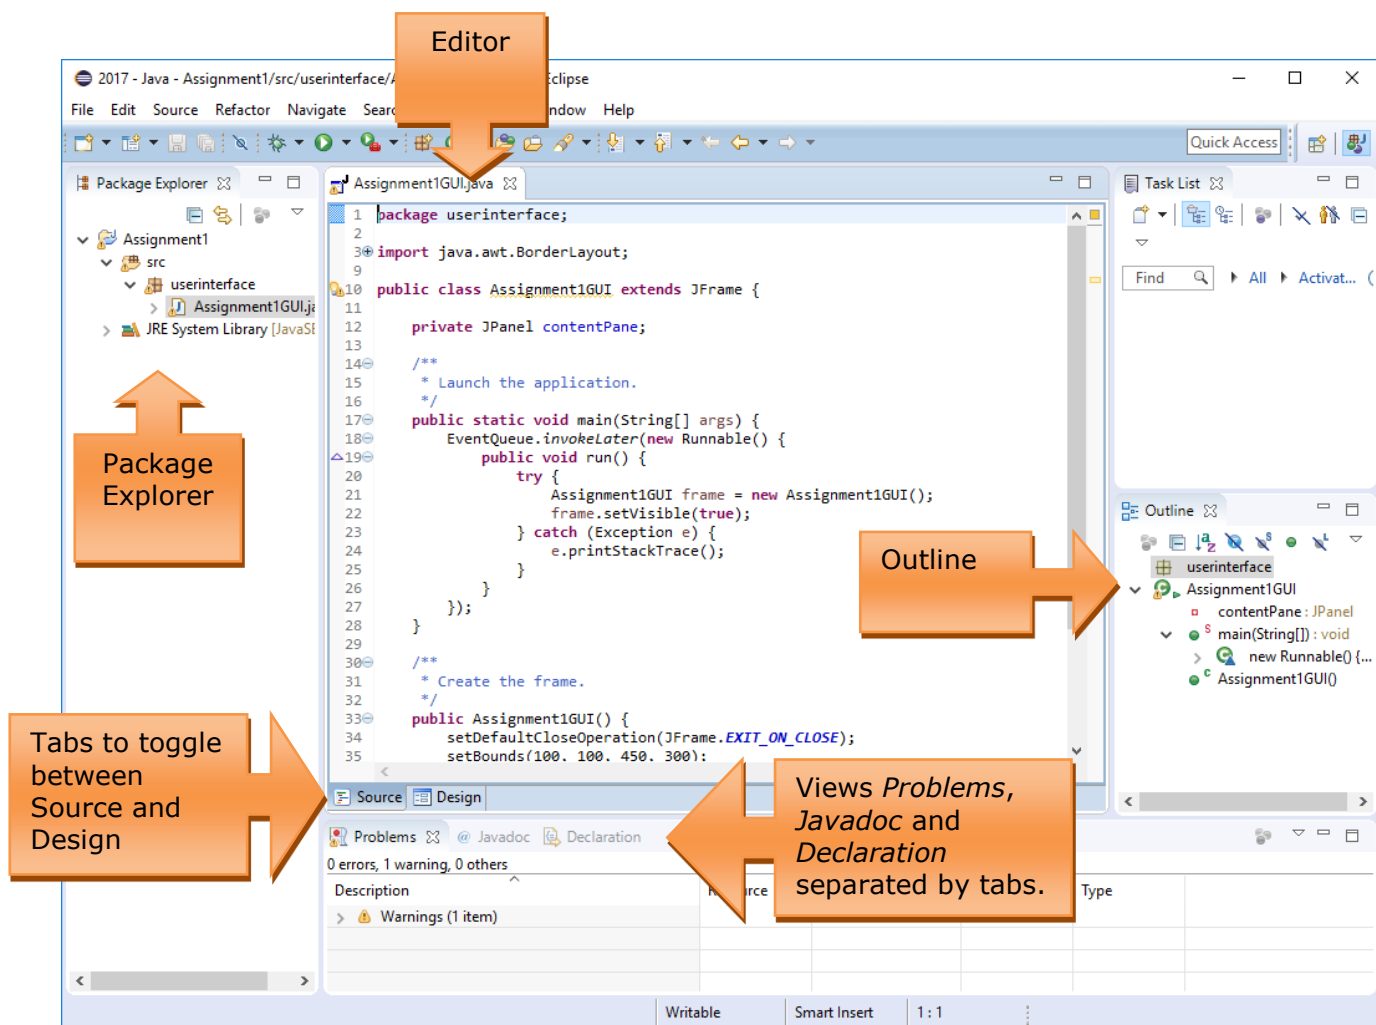 Editor
2017 - Java - Assignment1/src/userinterface/ Eclipse
File Edit Source Refactor Navigate Help
Quick Access
Package Explorer
Assignment1
src
userinterface
Assignment1GUI.ja
JRE System Library [JavaSE
Package
Explorer
Assignment1GUI.java
1 package userinterface;
2
3 import java.awt.BorderLayout;
9
10 public class Assignment1GUI extends JFrame {
11
12 private JPanel contentPane;
13
14 /**
15 * Launch the application.
16 */
17 public static void main(String[] args) {
18 EventQueue.invokeLater(new Runnable() {
19 public void run() {
20 try {
21 Assignment1GUI frame = new Assignment1GUI();
22 frame.setVisible(true);
23 } catch (Exception e) {
24 e.printStackTrace();
25 }
26 }
27 });
28 }
29
30 /**
31 * Create the frame.
32 */
33 public Assignment1GUI() {
34 setDefaultCloseOperation(JFrame.EXIT_ON_CLOSE);
35 setBounds(100, 100, 450, 300);
Source Design
Tabs to toggle
between
Source and
Design
Task List
Find All Activat...
Outline
Outline
userinterface
Assignment1GUI
contentPane : JPanel
main(String[]) : void
new Runnable() {...
Assignment1GUI()
Views Problems,
Javadoc and
Declaration
separated by tabs.
Problems @ Javadoc Declaration
0 errors, 1 warning, 0 others
Description Type
Warnings (1 item)
Writable Smart Insert 1 : 1